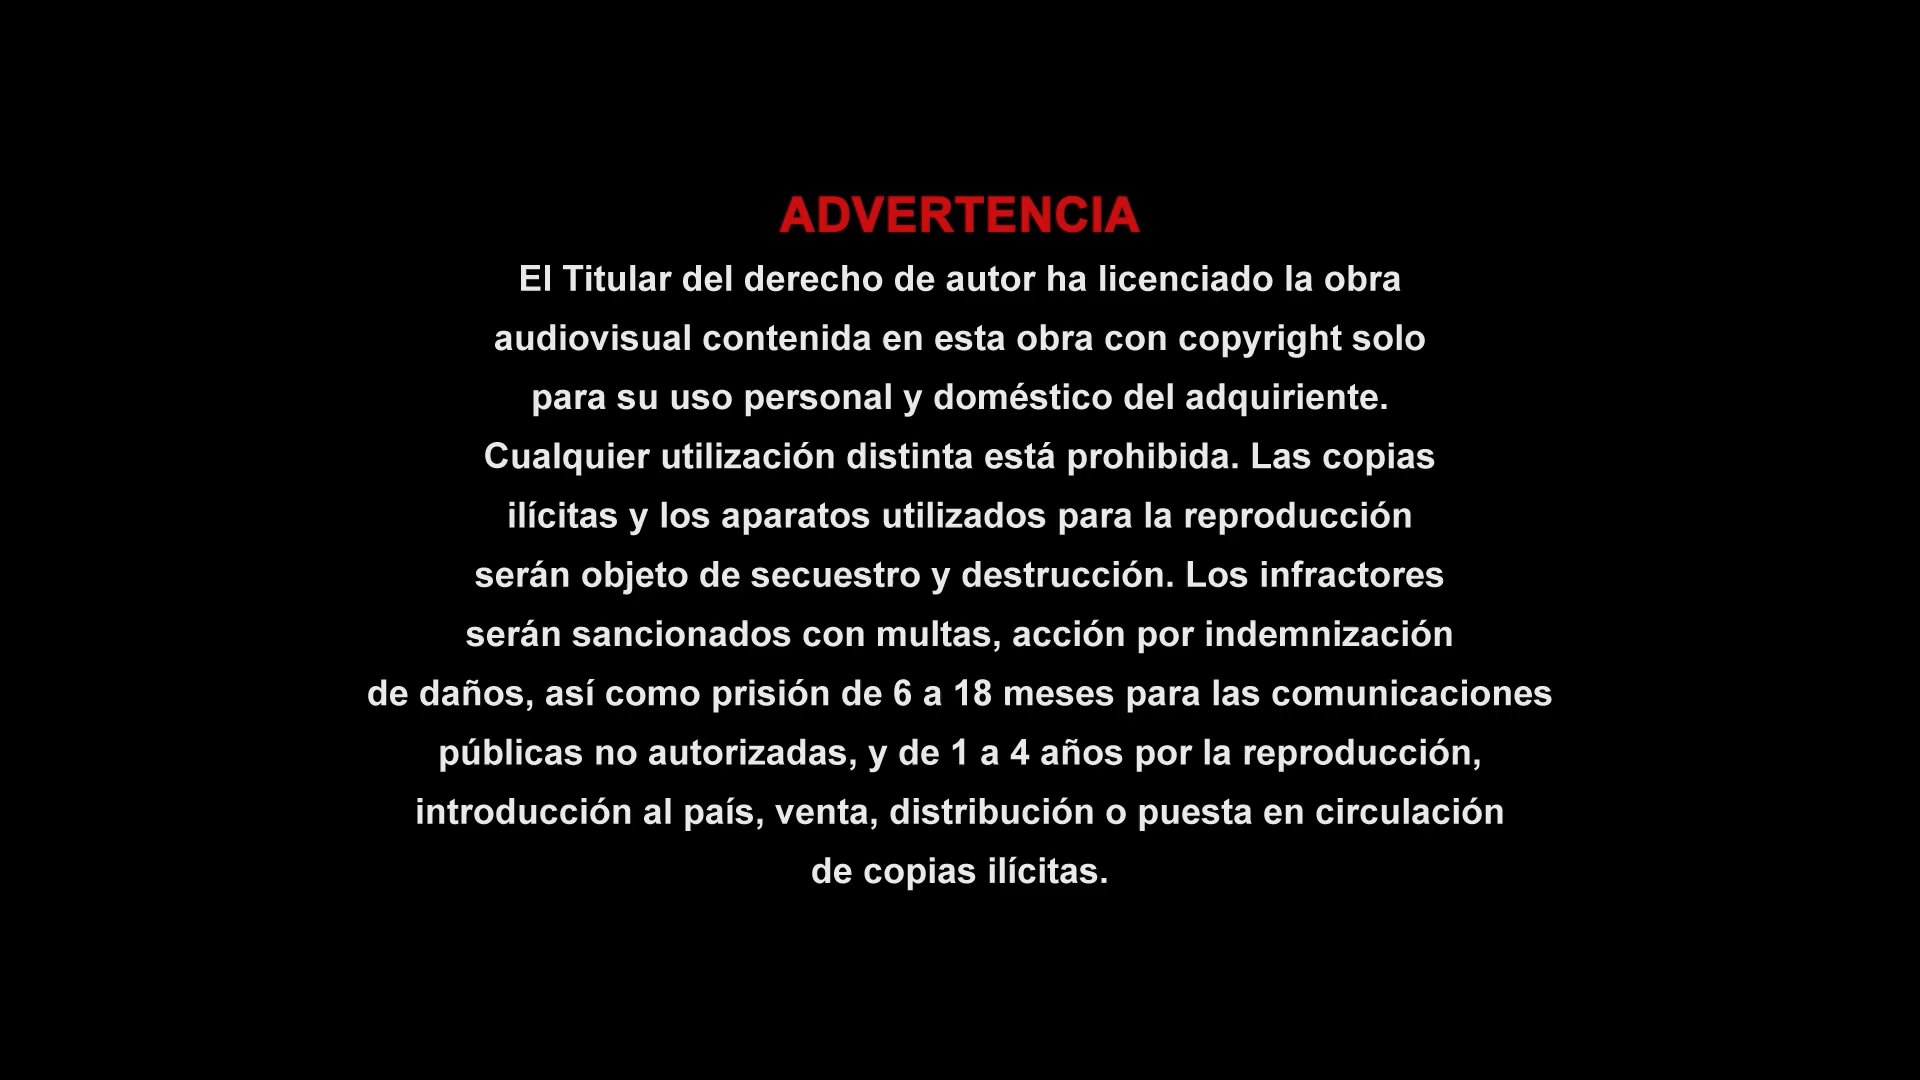 ADVERTENCIA
El Titular del derecho de autor ha licenciado la obra
audiovisual contenida en esta obra con copyright solo
para su uso personal y doméstico del adquiriente.
Cualquier utilización distinta está prohibida. Las copias
ilícitas y los aparatos utilizados para la reproducción
serán objeto de secuestro y destrucción. Los infractores
serán sancionados con multas, acción por indemnización
de daños, así como prisión de 6 a 18 meses para las comunicaciones
públicas no autorizadas, y de 1 a 4 años por la reproducción,
introducción al país, venta, distribución o puesta en circulación
de copias ilícitas.